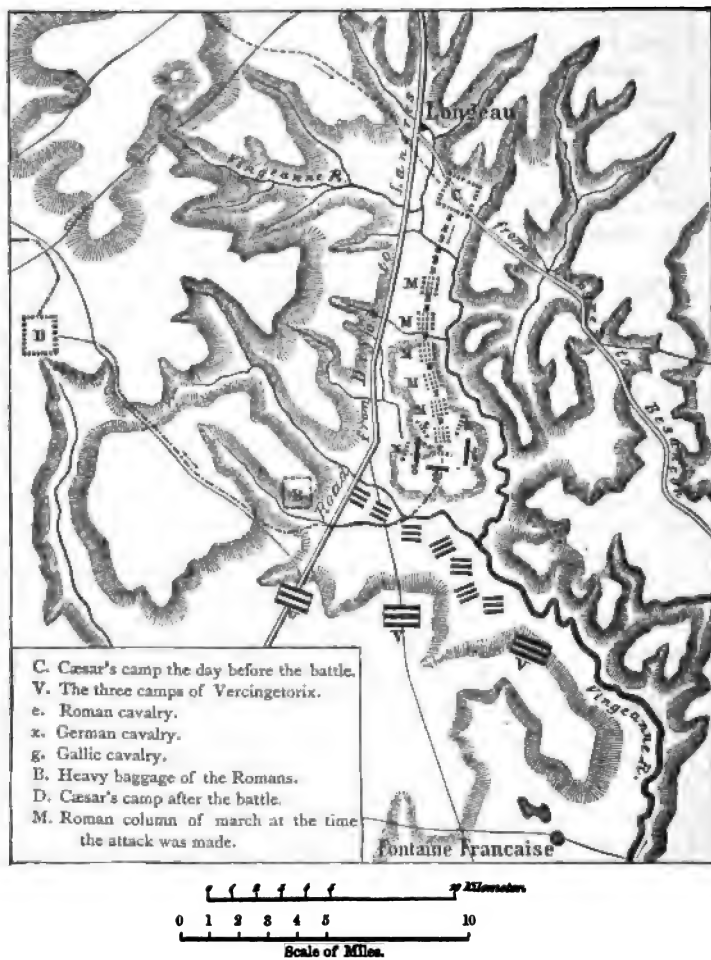 Longeau
Vingeanne R.
Langres
to
Dijon
from
Road
C
from
to
Besançon
M
M
M
M
M
D
B
V
V
Vingeanne R.
Fontaine Francaise
C. Cæsar's camp the day before the battle.
V. The three camps of Vercingetorix.
e. Roman cavalry.
x. German cavalry.
g. Gallic cavalry.
B. Heavy baggage of the Romans.
D. Cæsar's camp after the battle.
M. Roman column of march at the time
the attack was made.
10 Kilometers.
0 1 2 3 4 5 10
Scale of Miles.